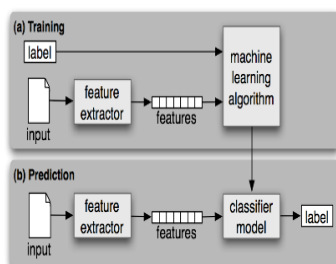 (a) Training
label
machine
learning
algorithm
feature
extractor
features
input
(b) Prediction
feature
extractor
features
classifier
model
label
input